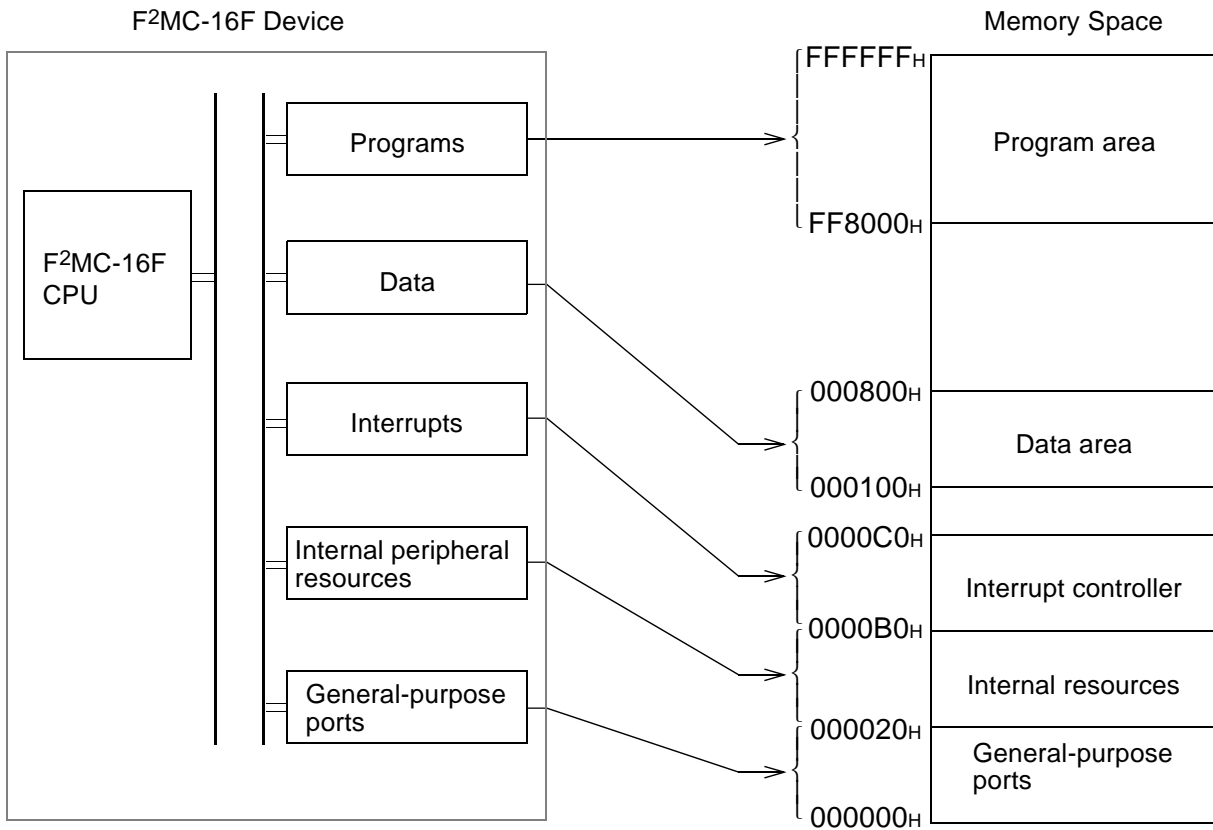 F2MC-16F Device
Memory Space
F2MC-16F
CPU
Programs
Data
Interrupts
Internal peripheral
resources
General-purpose
ports
FFFFFFH
Program area
FF8000H
000800H
Data area
000100H
0000C0H
Interrupt controller
0000B0H
Internal resources
000020H
General-purpose
ports
000000H